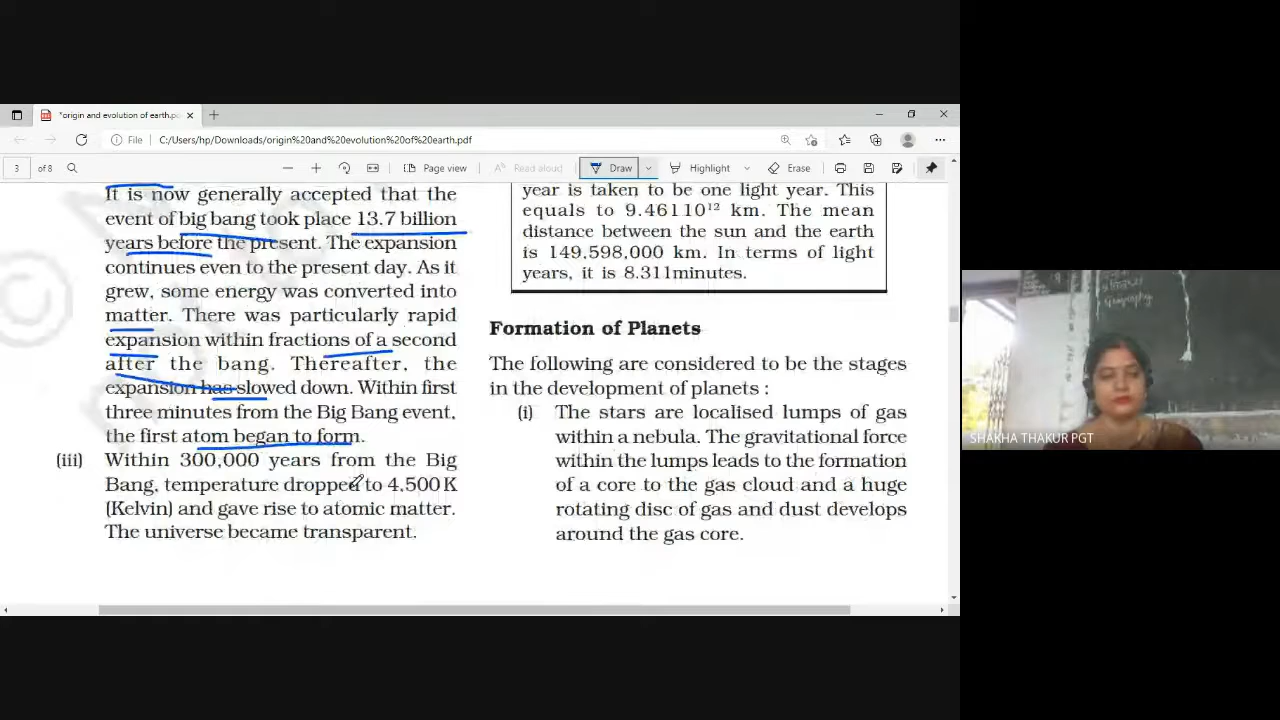 *origin and evolution of earth.p
File
C:/Users/hp/Downloads/origin%20and%20evolution%20of%20earth.pdf
3
of 8
Page view
Read aloud
Draw
Highlight
Erase
It is now generally accepted that the
event of big bang took place 13.7 billion
years before the present. The expansion
continues even to the present day. As it
grew, some energy was converted into
matter. There was particularly rapid
expansion within fractions of a second
after the bang. Thereafter, the
expansion has slowed down. Within first
three minutes from the Big Bang event,
the first atom began to form.
(iii) Within 300,000 years from the Big
Bang, temperature dropped to 4,500 K
(Kelvin) and gave rise to atomic matter.
The universe became transparent.
year is taken to be one light year. This
equals to 9.461 10¹² km. The mean
distance between the sun and the earth
is 149,598,000 km. In terms of light
years, it is 8.311minutes.
Formation of Planets
The following are considered to be the stages
in the development of planets :
(i) The stars are localised lumps of gas
within a nebula. The gravitational force
within the lumps leads to the formation
of a core to the gas cloud and a huge
rotating disc of gas and dust develops
around the gas core.
Geography
SHAKHA THAKUR PGT